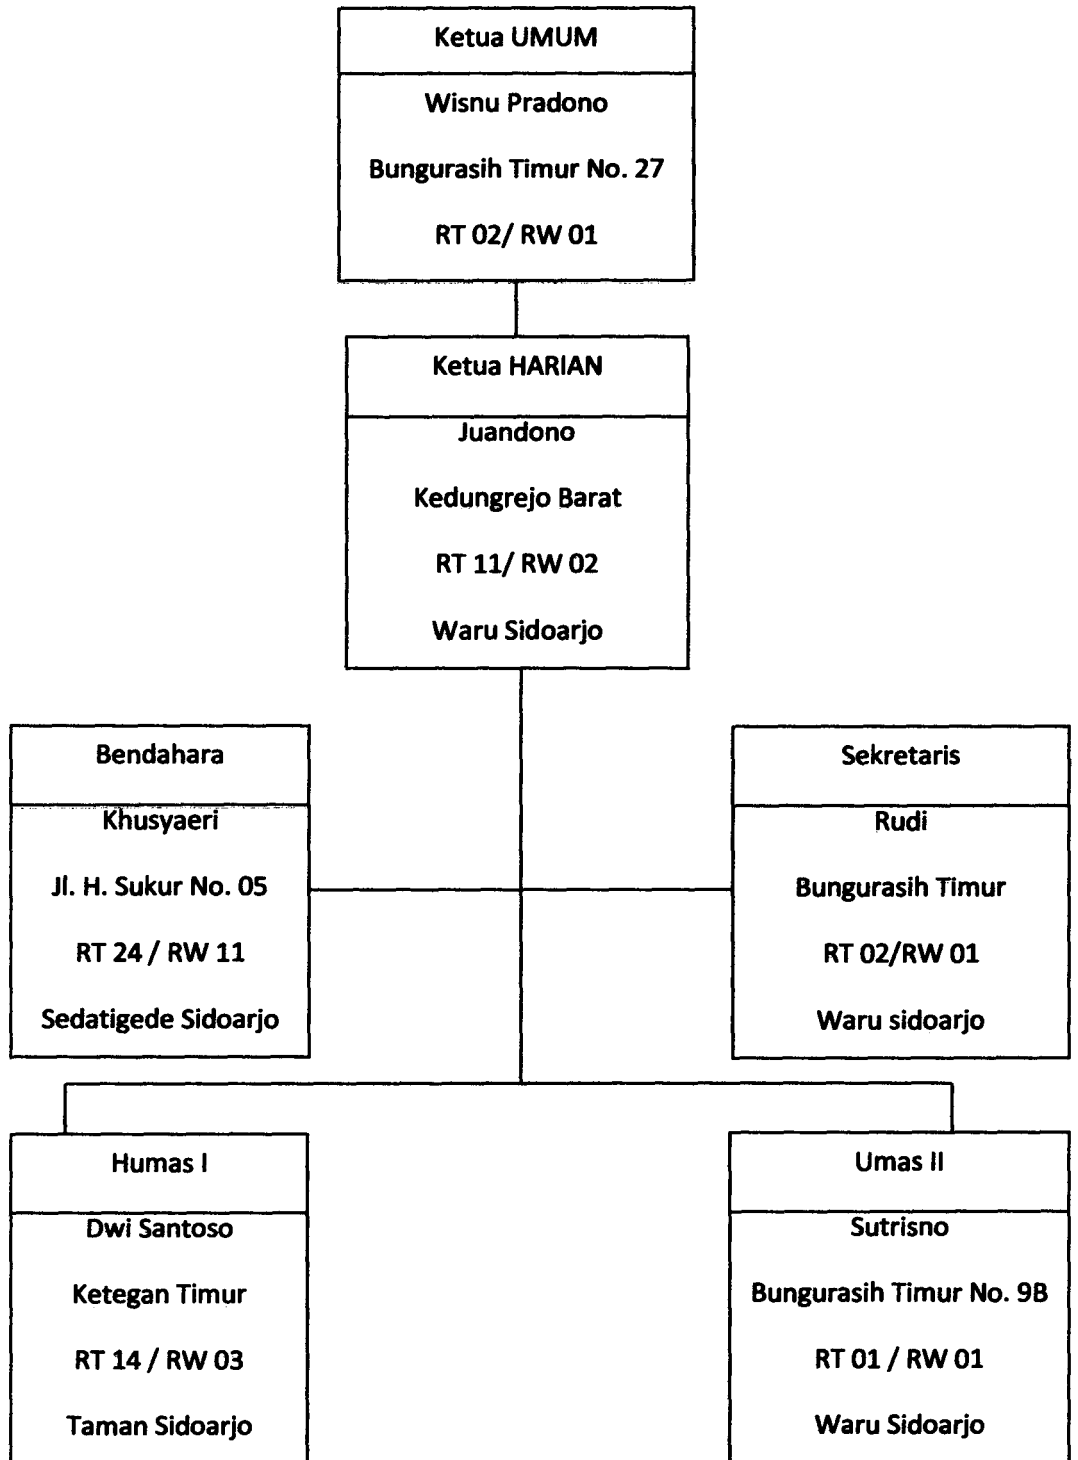 Ketua UMUM
Wisnu Pradono
Bungurasih Timur No. 27
RT 02/ RW 01
Ketua HARIAN
Juandono
Kedungrejo Barat
RT 11/ RW 02
Waru Sidoarjo
Bendahara
Khusyaeri
Jl. H. Sukur No. 05
RT 24 / RW 11
Sedatigede Sidoarjo
Sekretaris
Rudi
Bungurasih Timur
RT 02/RW 01
Waru sidoarjo
Humas I
Dwi Santoso
Ketegan Timur
RT 14 / RW 03
Taman Sidoarjo
Umas II
Sutrisno
Bungurasih Timur No. 9B
RT 01 / RW 01
Waru Sidoarjo